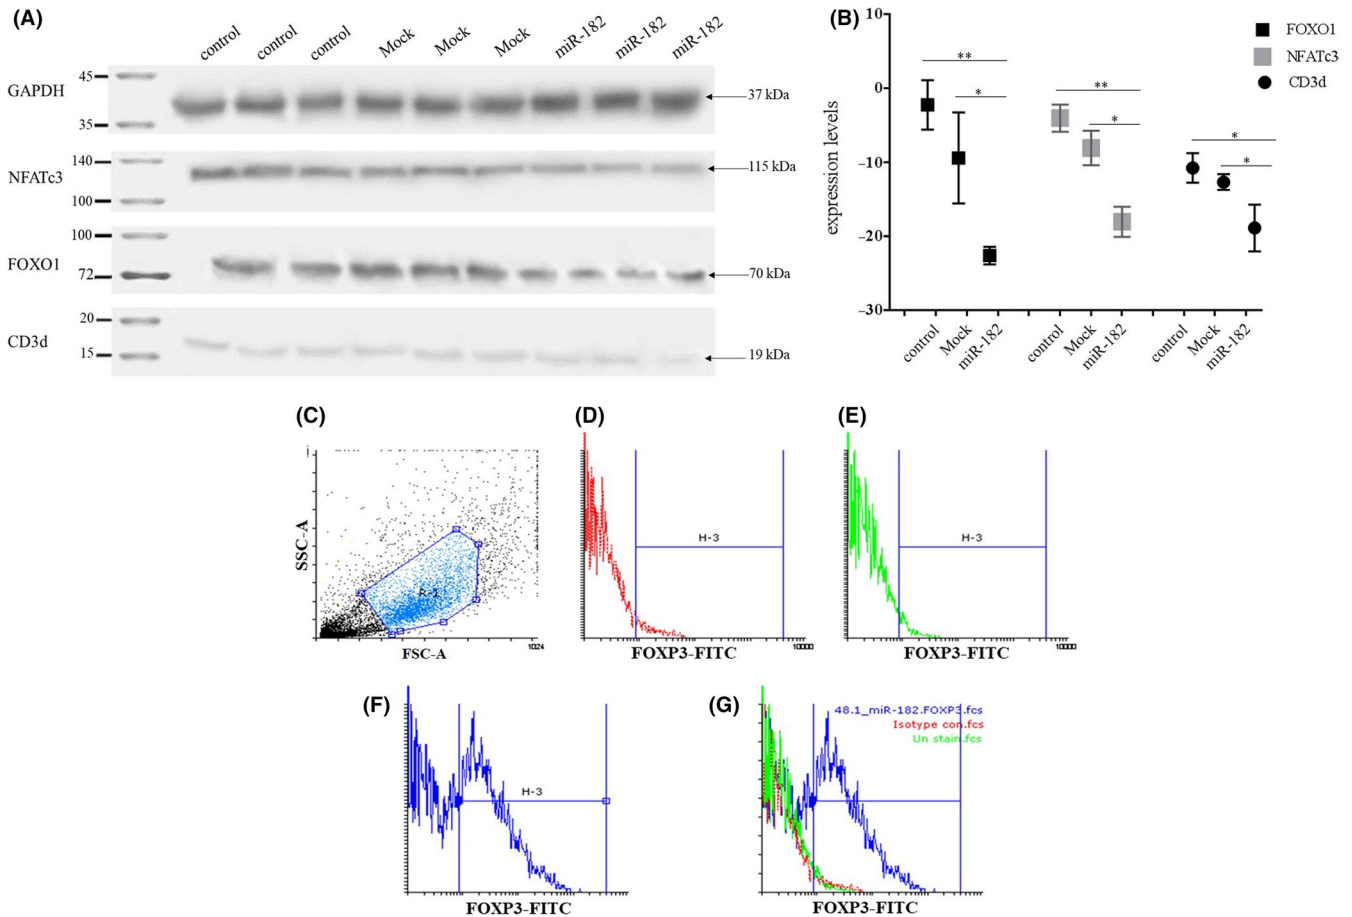 (A)
control control control Mock Mock Mock miR-182 miR-182 miR-182
GAPDH
45
35
37 kDa
NFATc3
140
100
115 kDa
FOXO1
100
72
70 kDa
CD3d
20
15
19 kDa
(B)
FOXO1
NFATc3
CD3d
expression levels
10
0
-10
-20
-30
** * ** * * *
control Mock miR-182 control Mock miR-182 control Mock miR-182
(C)
SSC-A
R-1
FSC-A
1024
(D)
H-3
FOXP3-FITC
10000
(E)
H-3
FOXP3-FITC
10000
(F)
H-3
FOXP3-FITC
(G)
48.1_miR-182.FOXP3.fcs
Isotype con.fcs
Un stain.fcs
FOXP3-FITC